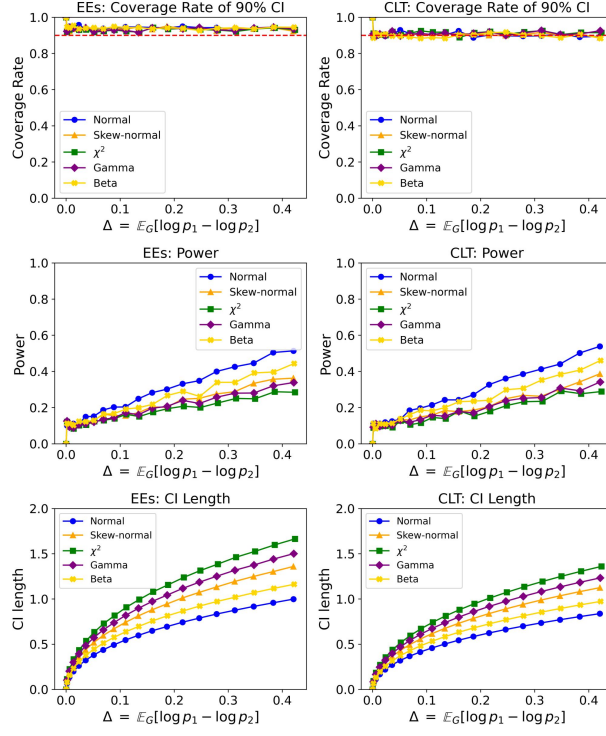 EEs: Coverage Rate of 90% CI
Coverage Rate
1.0
0.8
0.6
0.4
0.2
0.0
Normal
Skew-normal
χ²
Gamma
Beta
0.0 0.1 0.2 0.3 0.4
Δ = 𝔼_G[log p₁ − log p₂]
CLT: Coverage Rate of 90% CI
Coverage Rate
1.0
0.8
0.6
0.4
0.2
0.0
Normal
Skew-normal
χ²
Gamma
Beta
0.0 0.1 0.2 0.3 0.4
Δ = 𝔼_G[log p₁ − log p₂]
EEs: Power
Power
1.0
0.8
0.6
0.4
0.2
0.0
Normal
Skew-normal
χ²
Gamma
Beta
0.0 0.1 0.2 0.3 0.4
Δ = 𝔼_G[log p₁ − log p₂]
CLT: Power
Power
1.0
0.8
0.6
0.4
0.2
0.0
Normal
Skew-normal
χ²
Gamma
Beta
0.0 0.1 0.2 0.3 0.4
Δ = 𝔼_G[log p₁ − log p₂]
EEs: CI Length
CI length
2.0
1.5
1.0
0.5
0.0
Normal
Skew-normal
χ²
Gamma
Beta
0.0 0.1 0.2 0.3 0.4
Δ = 𝔼_G[log p₁ − log p₂]
CLT: CI Length
CI length
2.0
1.5
1.0
0.5
0.0
Normal
Skew-normal
χ²
Gamma
Beta
0.0 0.1 0.2 0.3 0.4
Δ = 𝔼_G[log p₁ − log p₂]